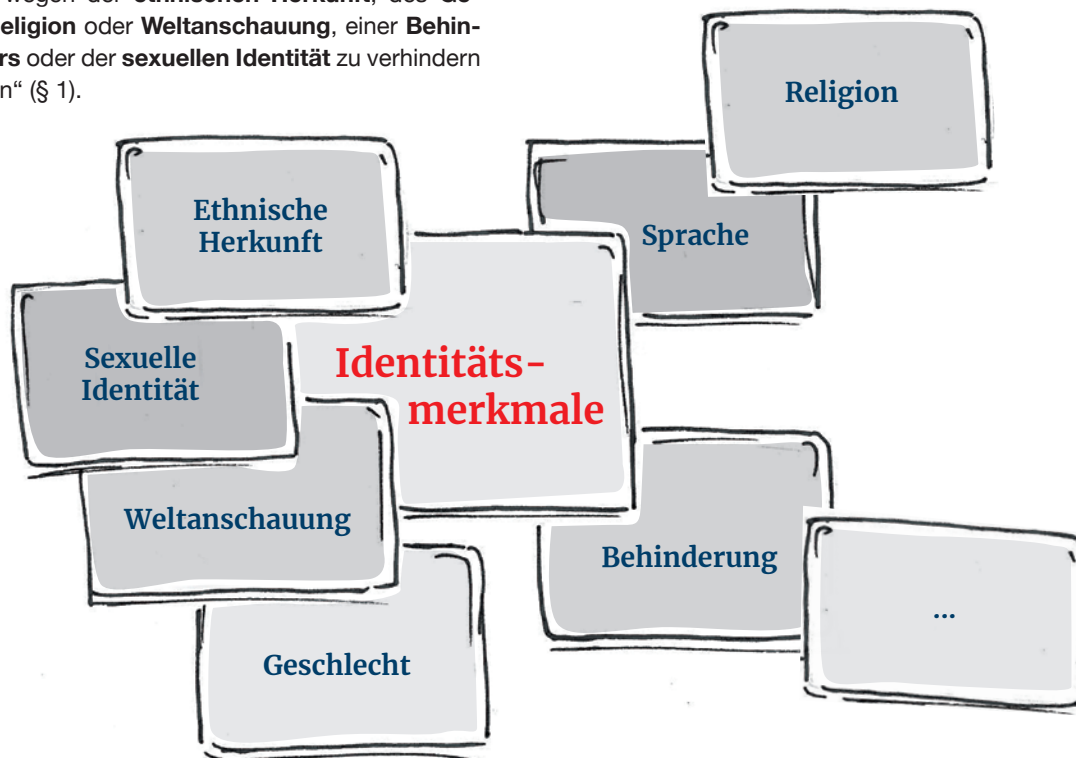 der ethnischen Herkunft, des Ge-
eligion oder Weltanschauung, einer Behin-
rs oder der sexuellen Identität zu verhindern
n“ (§ 1).
Religion
Ethnische
Herkunft
Sprache
Sexuelle
Identität
Identitäts-
merkmale
Weltanschauung
Behinderung
...
Geschlecht